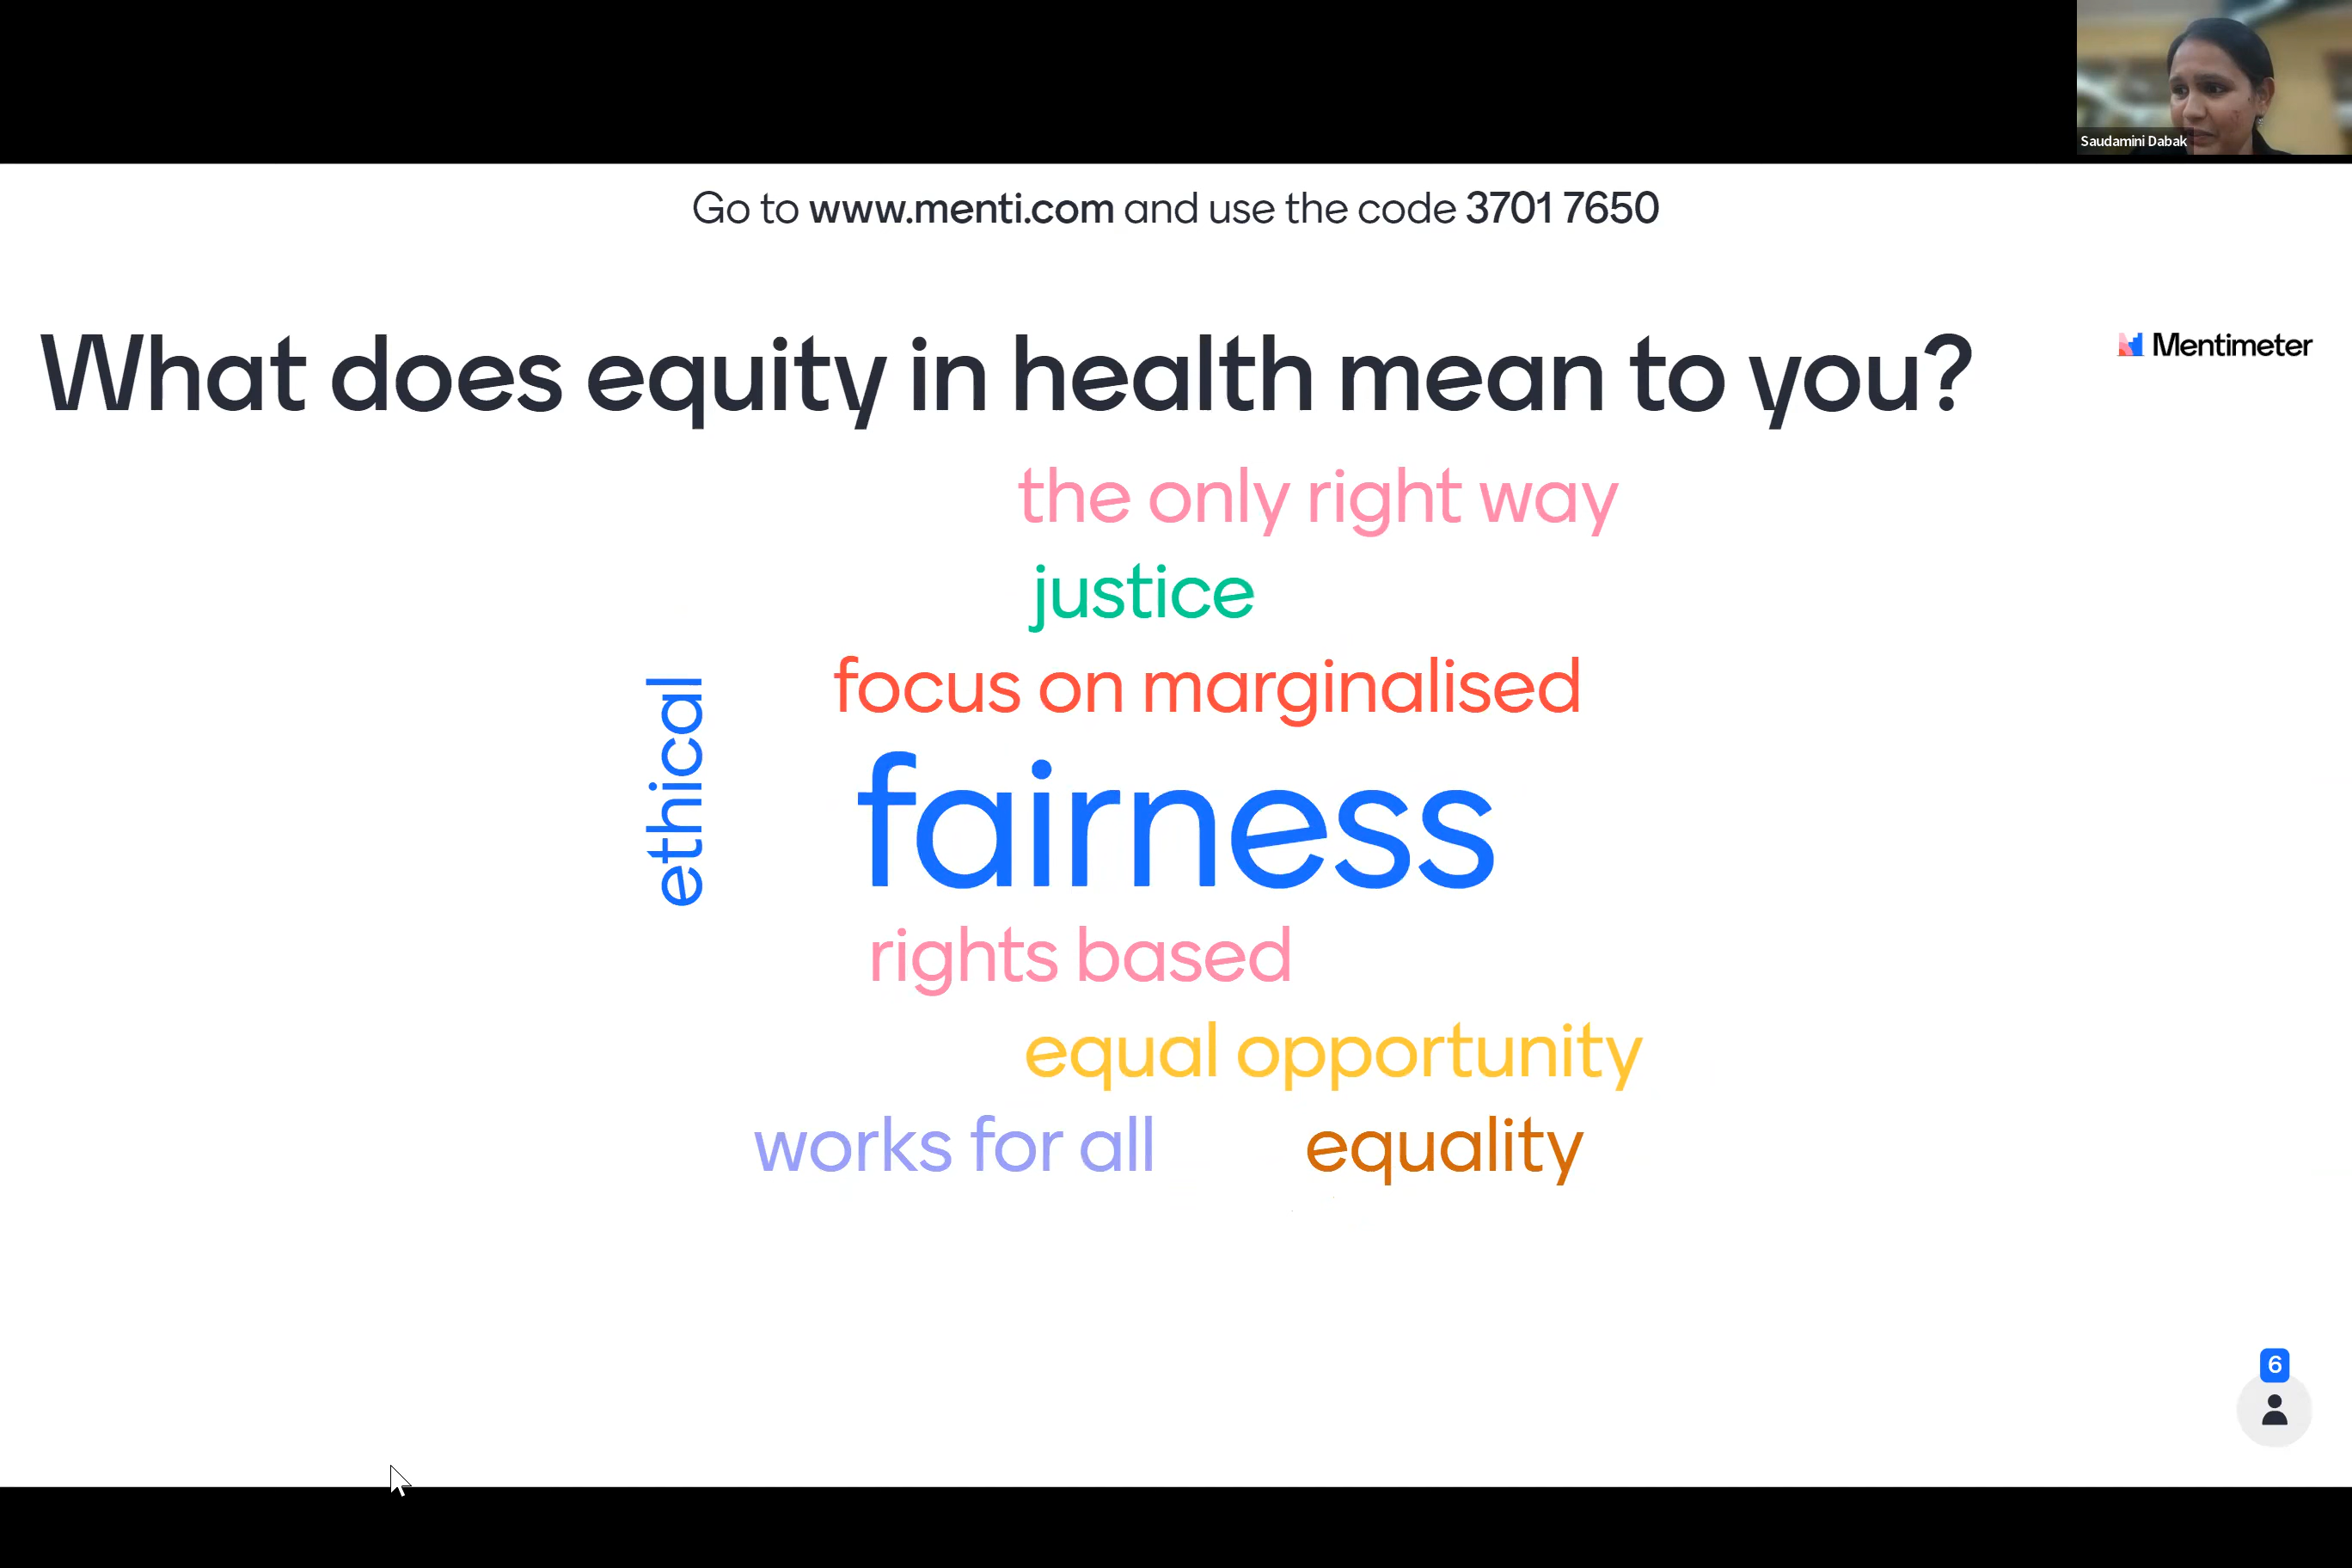 Saudamini Dabak
Go to www.menti.com and use the code 3701 7650
What does equity in health mean to you?
Mentimeter
the only right way
justice
focus on marginalised
ethical
fairness
rights based
equal opportunity
works for all
equality
6